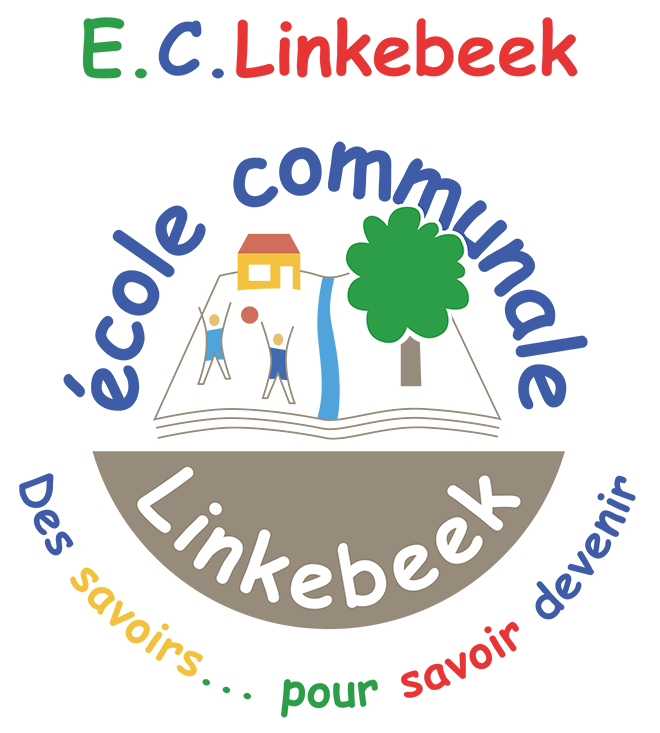 E.C.Linkebeek
école communale
Linkebeek
Des savoirs... pour savoir devenir